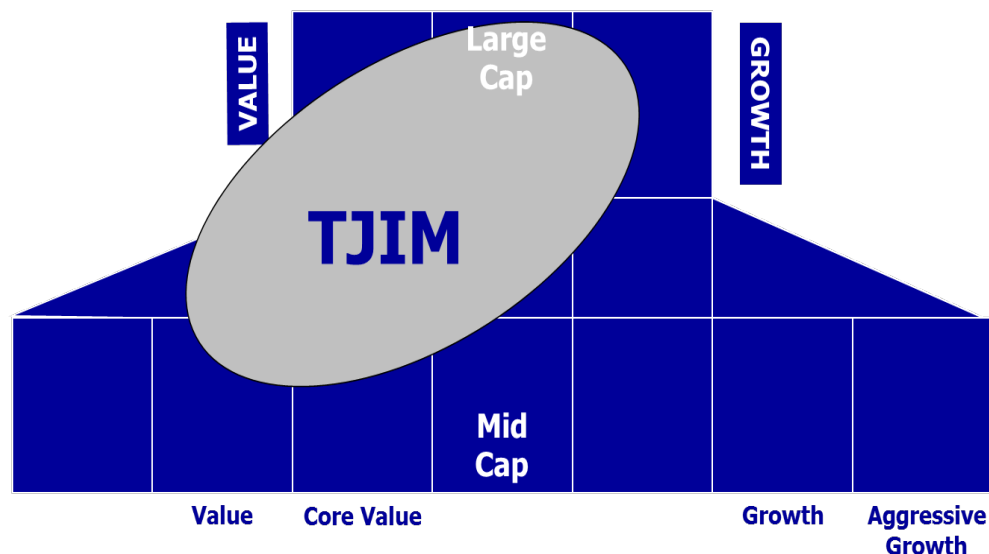 VALUE
Large
Cap
GROWTH
TJIM
Mid
Cap
Value
Core Value
Growth
Aggressive
Growth